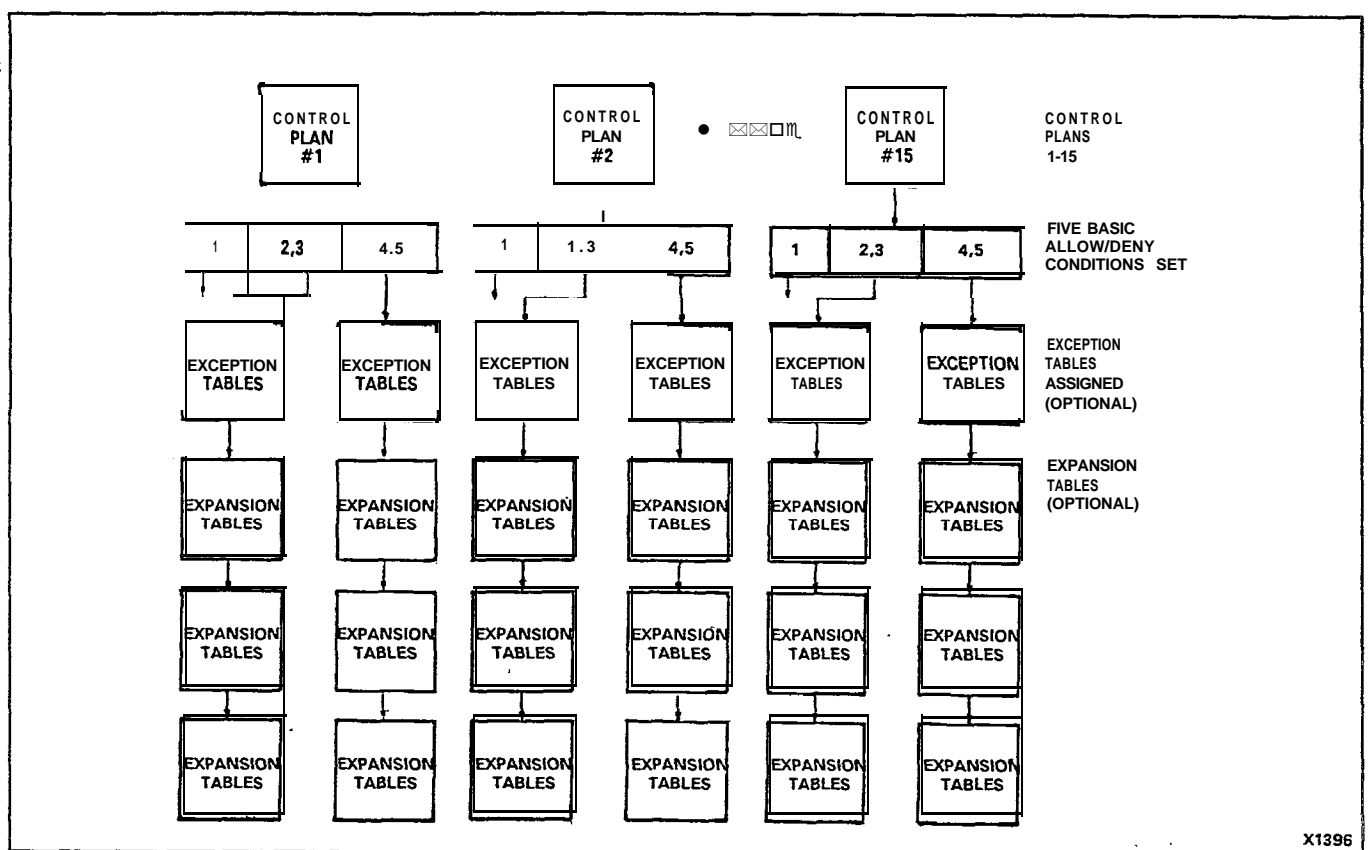 CONTROL
PLAN
#1
CONTROL
PLAN
#2
CONTROL
PLAN
#15
CONTROL
PLANS
1-15
1 2,3 4.5
1 1.3 4,5
1 2,3 4,5
FIVE BASIC
ALLOW/DENY
CONDITIONS SET
EXCEPTION
TABLES
EXCEPTION
TABLES
EXCEPTION
TABLES
EXCEPTION
TABLES
EXCEPTION
TABLES
EXCEPTION
TABLES
EXCEPTION
TABLES
ASSIGNED
(OPTIONAL)
EXPANSION
TABLES
EXPANSION
TABLES
EXPANSION
TABLES
EXPANSION
TABLES
EXPANSION
TABLES
EXPANSION
TABLES
EXPANSION
TABLES
(OPTIONAL)
EXPANSION
TABLES
EXPANSION
TABLES
EXPANSION
TABLES
EXPANSION
TABLES
EXPANSION
TABLES
EXPANSION
TABLES
EXPANSION
TABLES
EXPANSION
TABLES
EXPANSION
TABLES
EXPANSION
TABLES
EXPANSION
TABLES
EXPANSION
TABLES
X1396